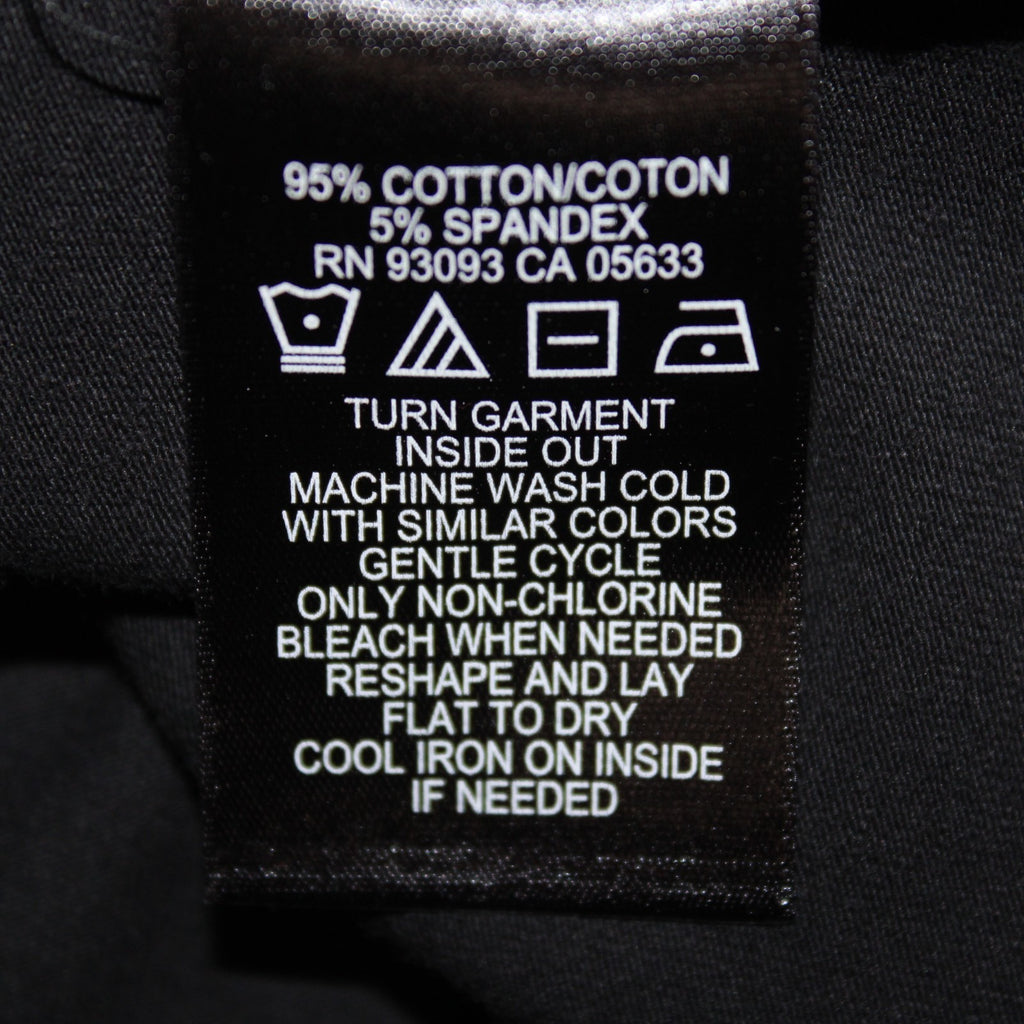 95% COTTON/COTON
5% SPANDEX
RN 93093 CA 05633
TURN GARMENT
INSIDE OUT
MACHINE WASH COLD
WITH SIMILAR COLORS
GENTLE CYCLE
ONLY NON-CHLORINE
BLEACH WHEN NEEDED
RESHAPE AND LAY
FLAT TO DRY
COOL IRON ON INSIDE
IF NEEDED